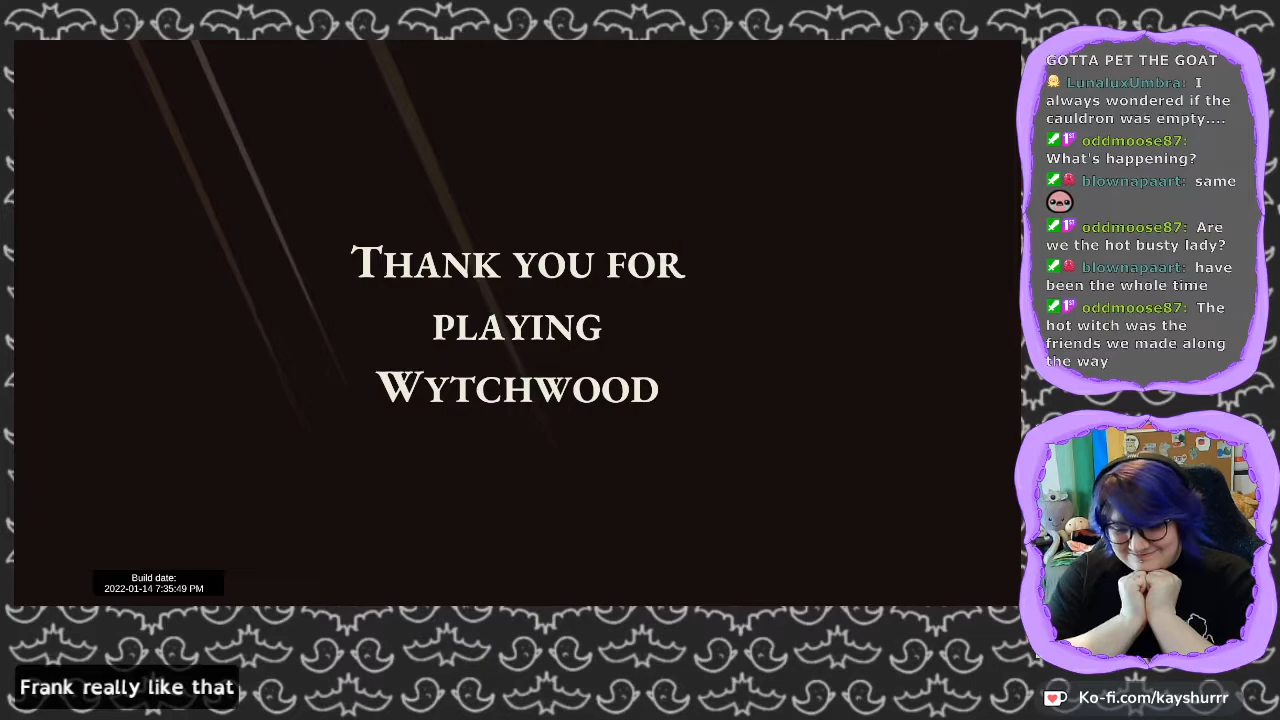 THANK YOU FOR
PLAYING
WYTCHWOOD
Build date:
2022-01-14 7:35:49 PM
Frank really like that
GOTTA PET THE GOAT
LunaluxUmbra: I
always wondered if the
cauldron was empty....
1ST oddmoose87:
What's happening?
blownapaart: same
1ST oddmoose87: Are
we the hot busty lady?
blownapaart: have
been the whole time
1ST oddmoose87: The
hot witch was the
friends we made along
the way
Ko-fi.com/kayshurrr